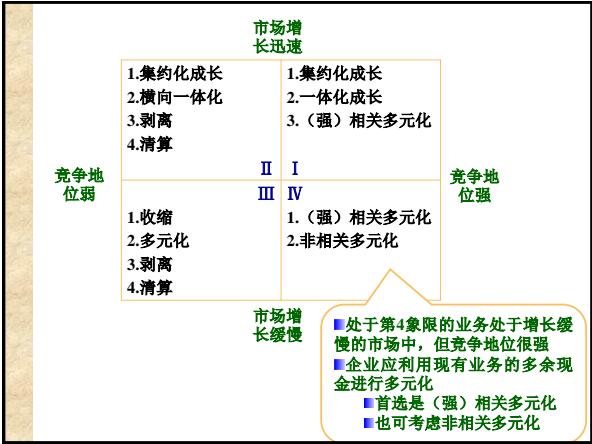 市场增
长迅速
1.集约化成长
2.横向一体化
3.剥离
4.清算
1.集约化成长
2.一体化成长
3.（强）相关多元化
Ⅱ
Ⅰ
竞争地
位弱
竞争地
位强
Ⅲ
Ⅳ
1.收缩
2.多元化
3.剥离
4.清算
1.（强）相关多元化
2.非相关多元化
市场增
长缓慢
处于第4象限的业务处于增长缓
慢的市场中，但竞争地位很强
企业应利用现有业务的多余现
金进行多元化
首选是（强）相关多元化
也可考虑非相关多元化